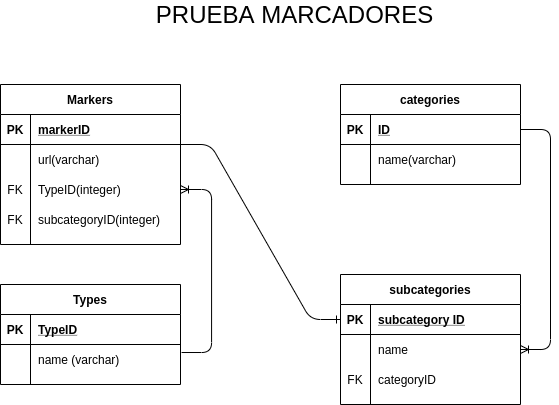 PRUEBA MARCADORES
Markers
PK markerID
url(varchar)
FK TypeID(integer)
FK subcategoryID(integer)
Types
PK TypeID
name (varchar)
categories
PK ID
name(varchar)
subcategories
PK subcategory ID
name
FK categoryID